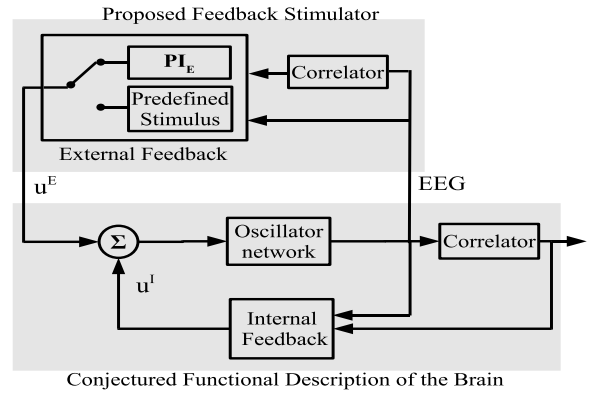 Proposed Feedback Stimulator
PI_E
Correlator
Predefined
Stimulus
External Feedback
u^E
EEG
Σ
Oscillator
network
Correlator
u^I
Internal
Feedback
Conjectured Functional Description of the Brain